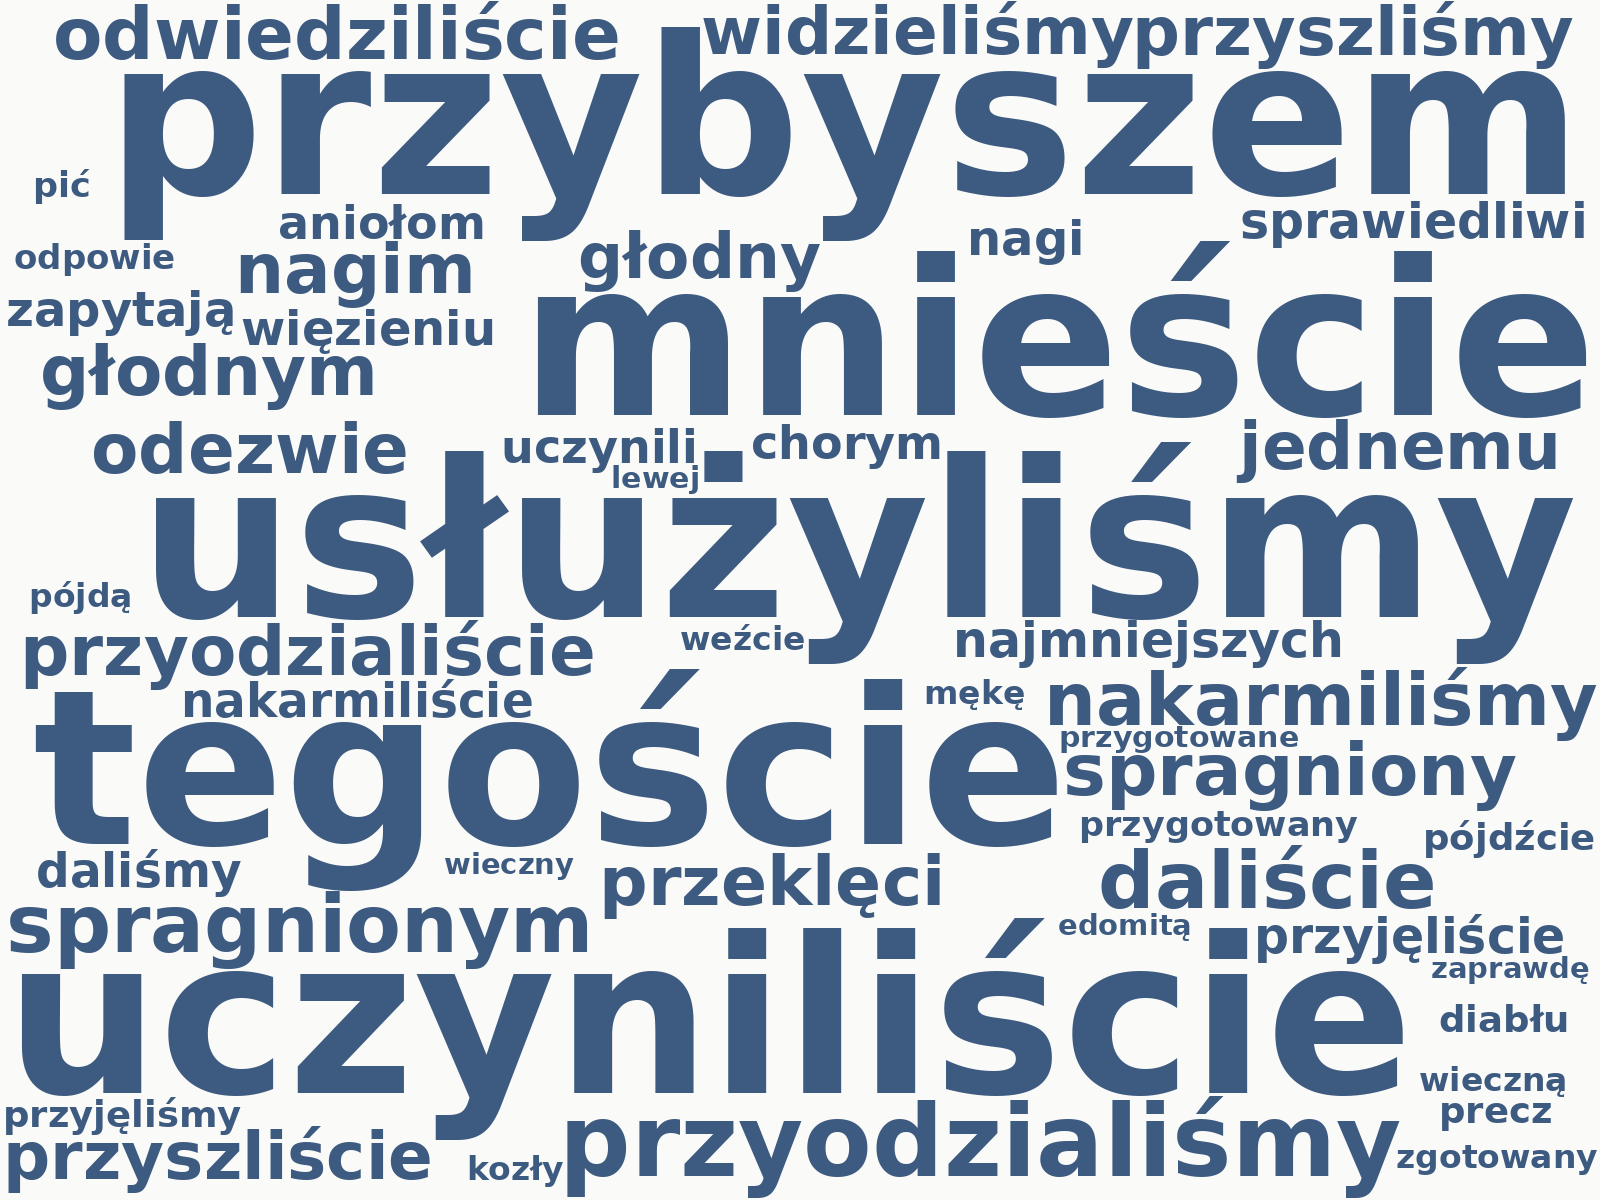 odwiedziliście widzieliśmy przyszliśmy
przybyszem
pić
aniołom nagi sprawiedliwi
odpowie nagim głodny
zapytają więzieniu mnieście
głodnym
odezwie uczynili chorym jednemu
lewej
usłużyliśmy
pójdą
przyodzialiście weźcie najmniejszych
nakarmiliście mękę nakarmiliśmy
tegoście przygotowane
spragniony
przygotowany pójdźcie
daliśmy wieczny przeklęci daliście
spragnionym edomitą przyjęliście
zaprawdę
uczyniliście diabłu
wieczną
przyjęliśmy precz
przyszliście kozły przyodzialiśmy zgotowany